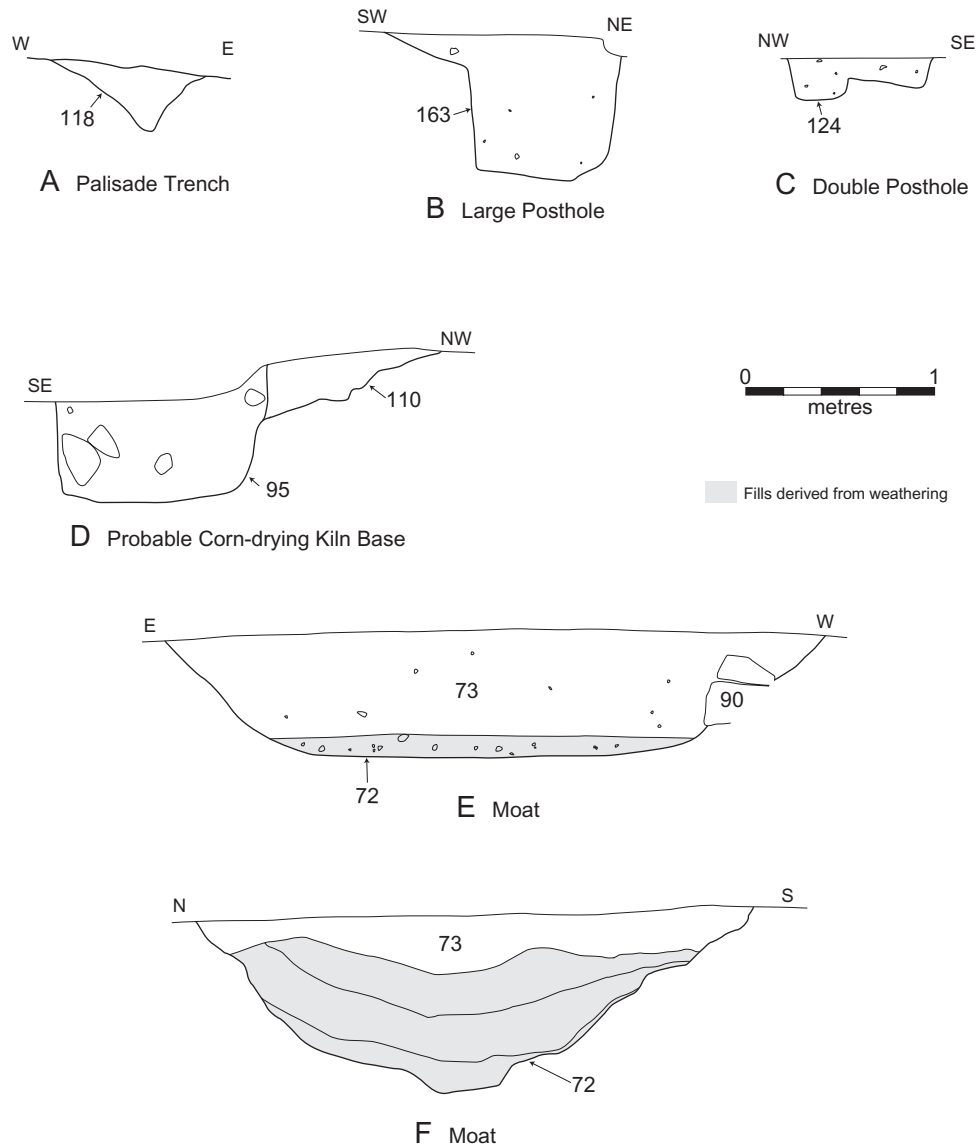 W
E
118
A Palisade Trench
SW
NE
163
B Large Posthole
NW
SE
124
C Double Posthole
SE
NW
110
95
D Probable Corn-drying Kiln Base
0 1
metres
Fills derived from weathering
E
W
73
90
72
E Moat
N
S
73
72
F Moat